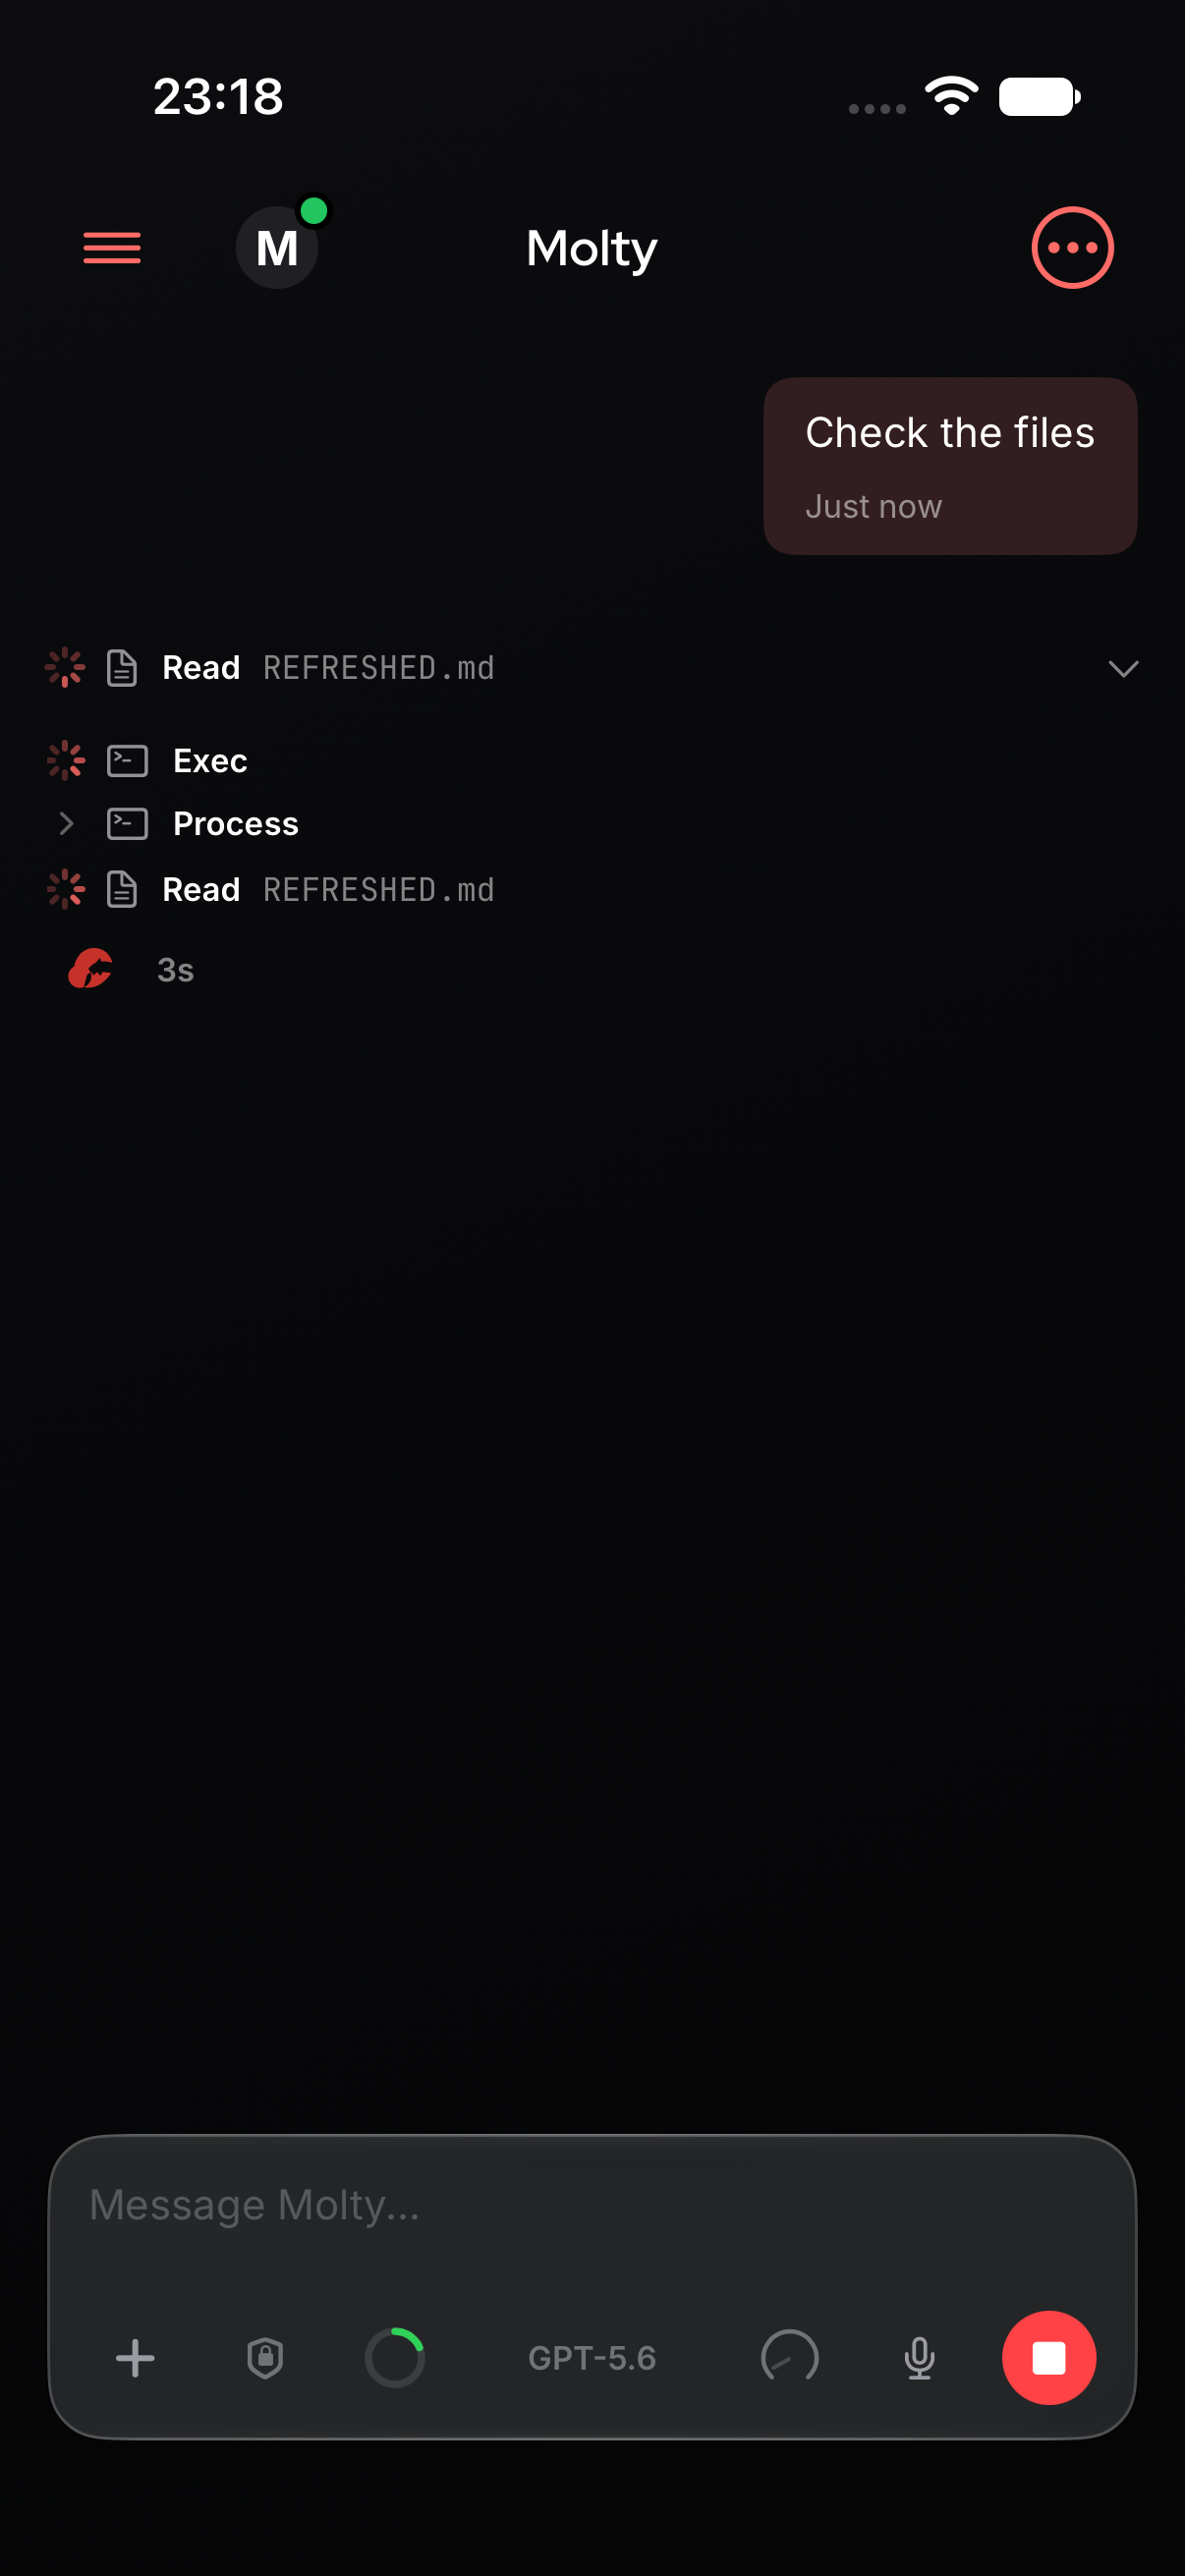 23:18
M
Molty
Check the files
Just now
Read REFRESHED.md
Exec
Process
Read REFRESHED.md
3s
Message Molty...
GPT-5.6